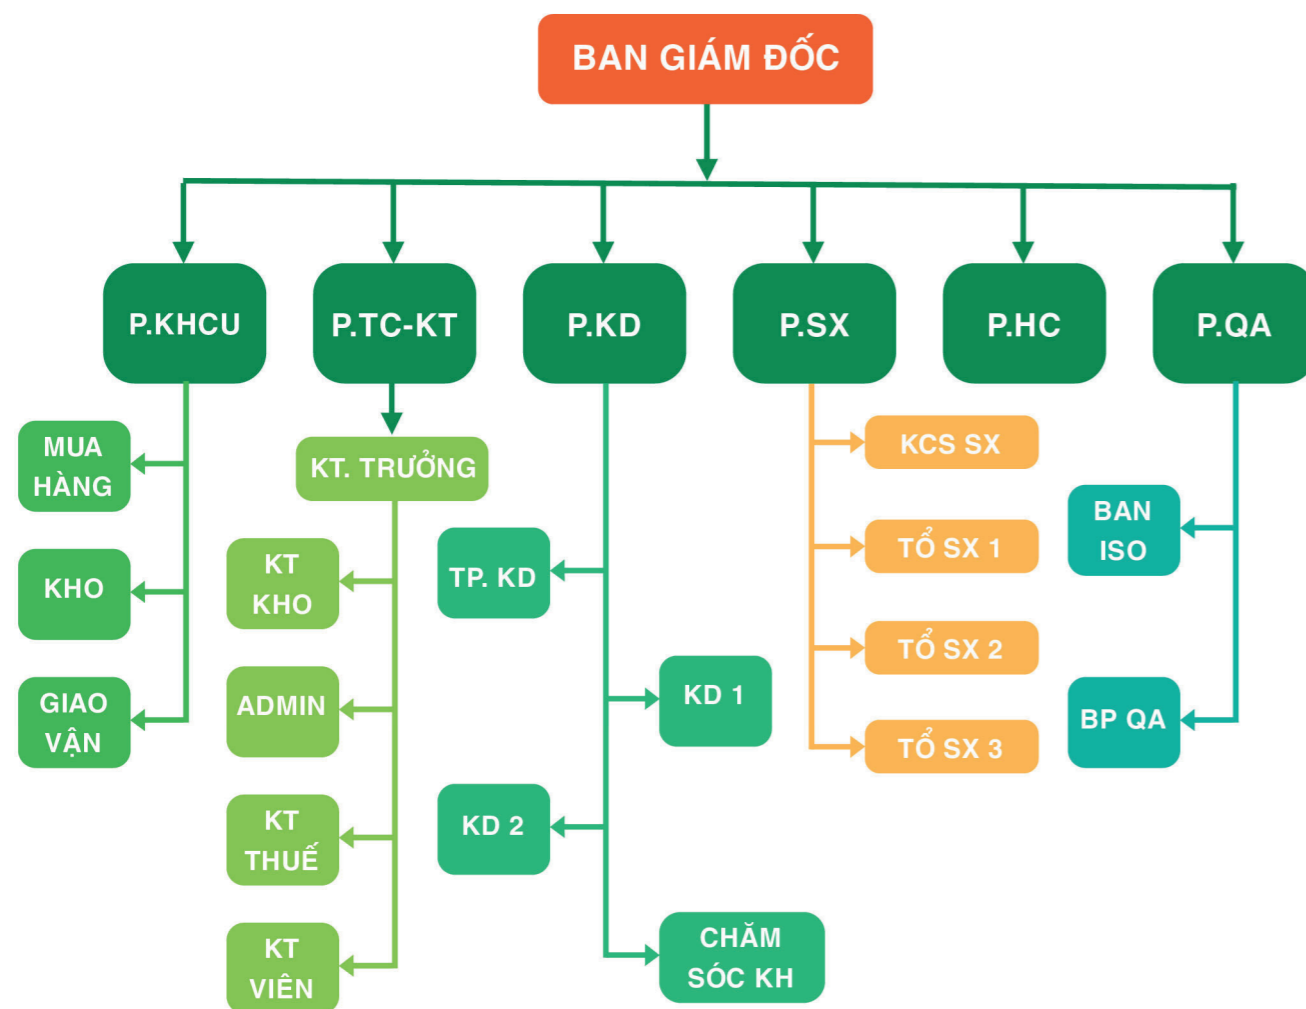 BAN GIÁM ĐỐC
P.KHCU
P.TC-KT
P.KD
P.SX
P.HC
P.QA
MUA
HÀNG
KHO
GIAO
VẬN
KT. TRƯỞNG
KT
KHO
ADMIN
KT
THUẾ
KT
VIÊN
TP. KD
KD 1
KD 2
CHĂM
SÓC KH
KCS SX
TỔ SX 1
TỔ SX 2
TỔ SX 3
BAN
ISO
BP QA